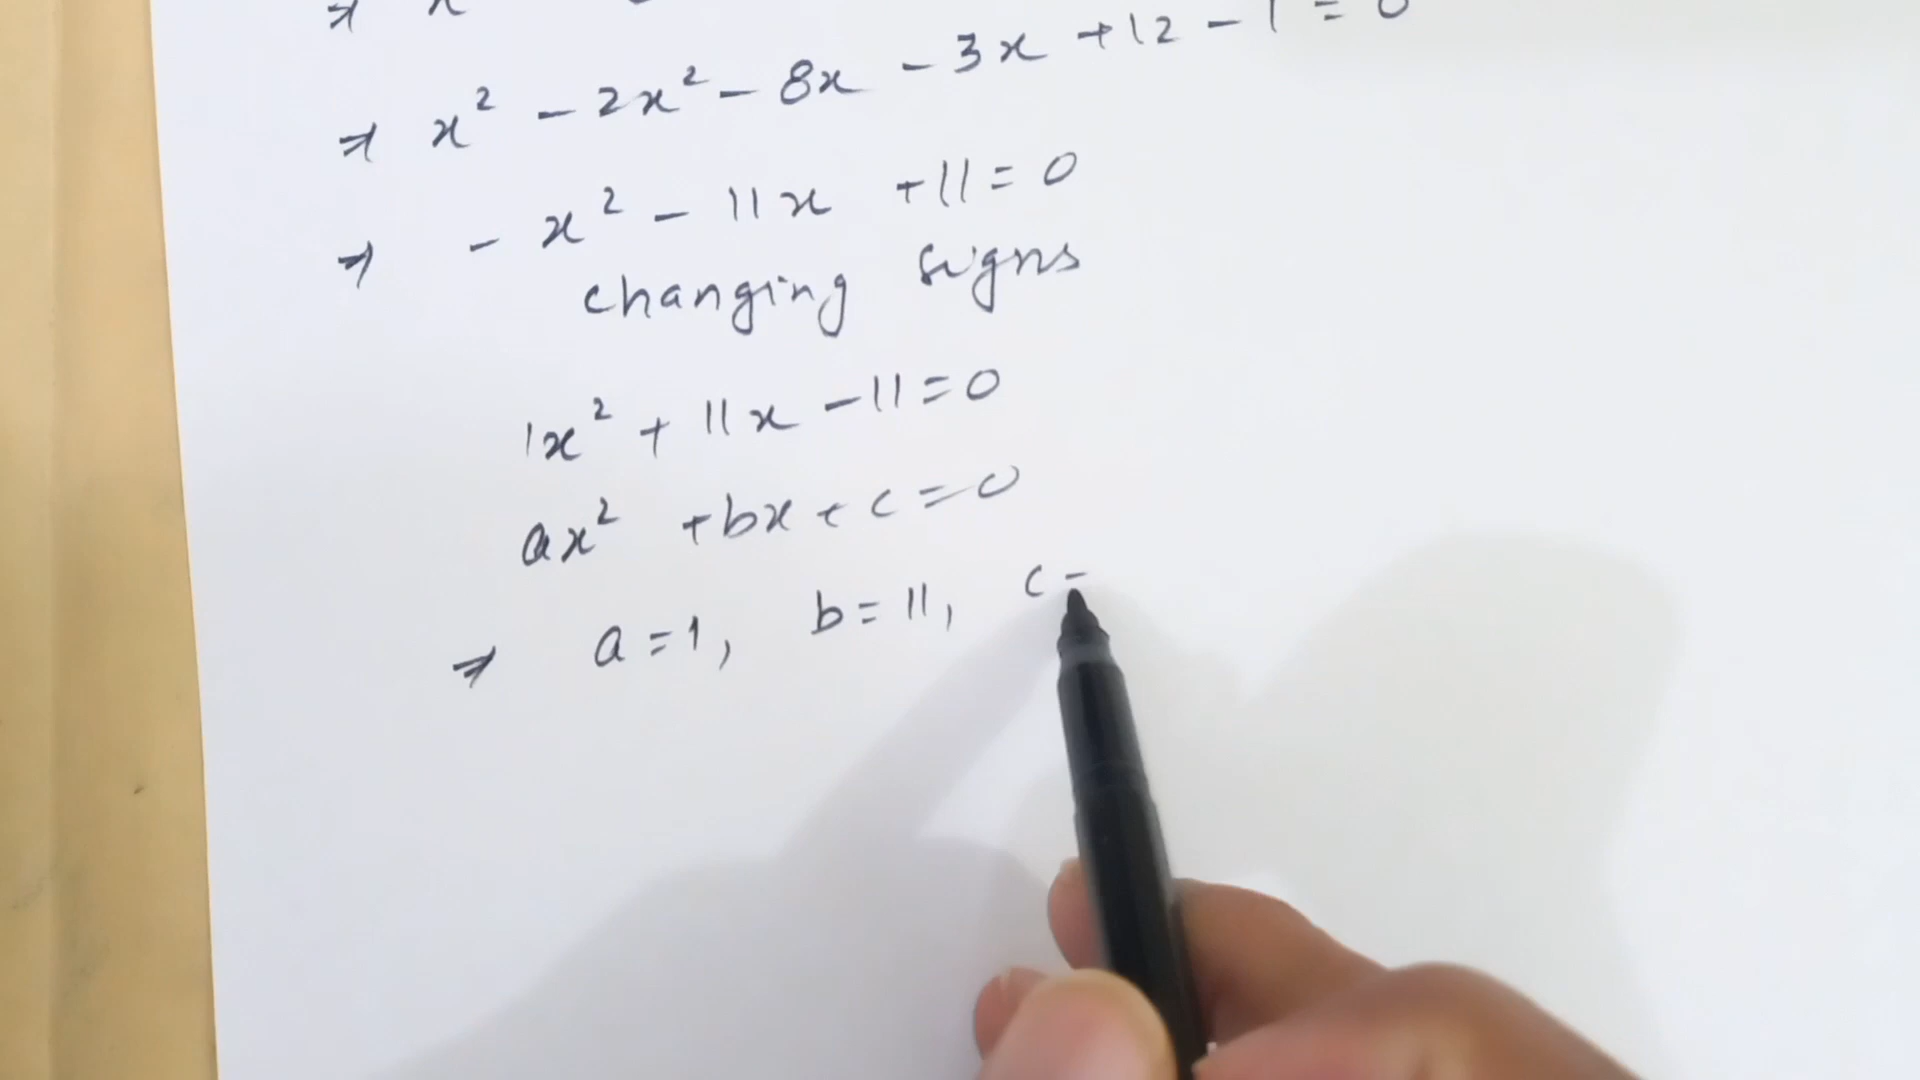 ⇒ x
⇒ x² - 2x² - 8x - 3x + 12 - 1 = 0
⇒ - x² - 11x + 11 = 0
changing signs
1x² + 11x - 11 = 0
ax² + bx + c = 0
⇒ a = 1, b = 11, c -